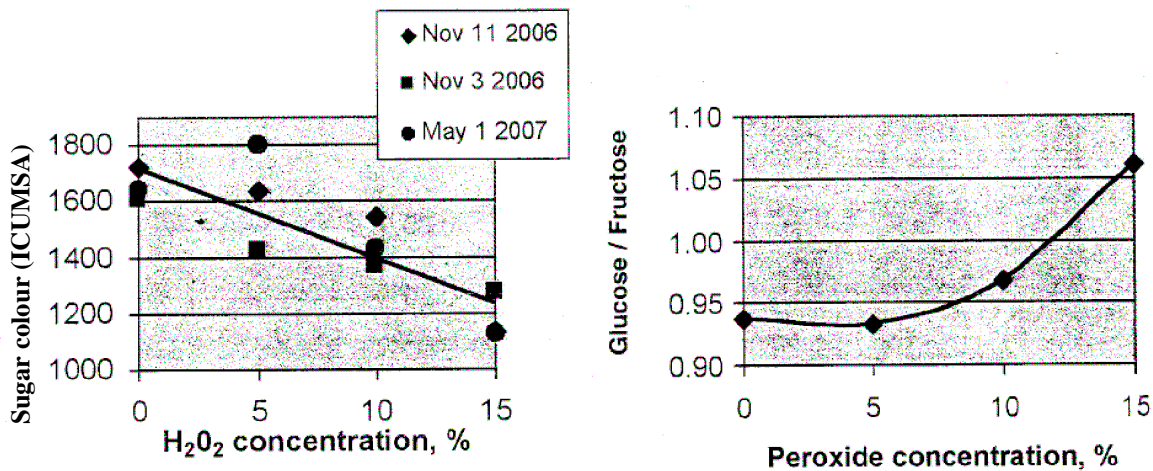 Nov 11 2006
Nov 3 2006
May 1 2007
Sugar colour (ICUMSA)
1800
1600
1400
1200
1000
0 5 10 15
H₂0₂ concentration, %
Glucose / Fructose
1.10
1.05
1.00
0.95
0.90
0 5 10 15
Peroxide concentration, %